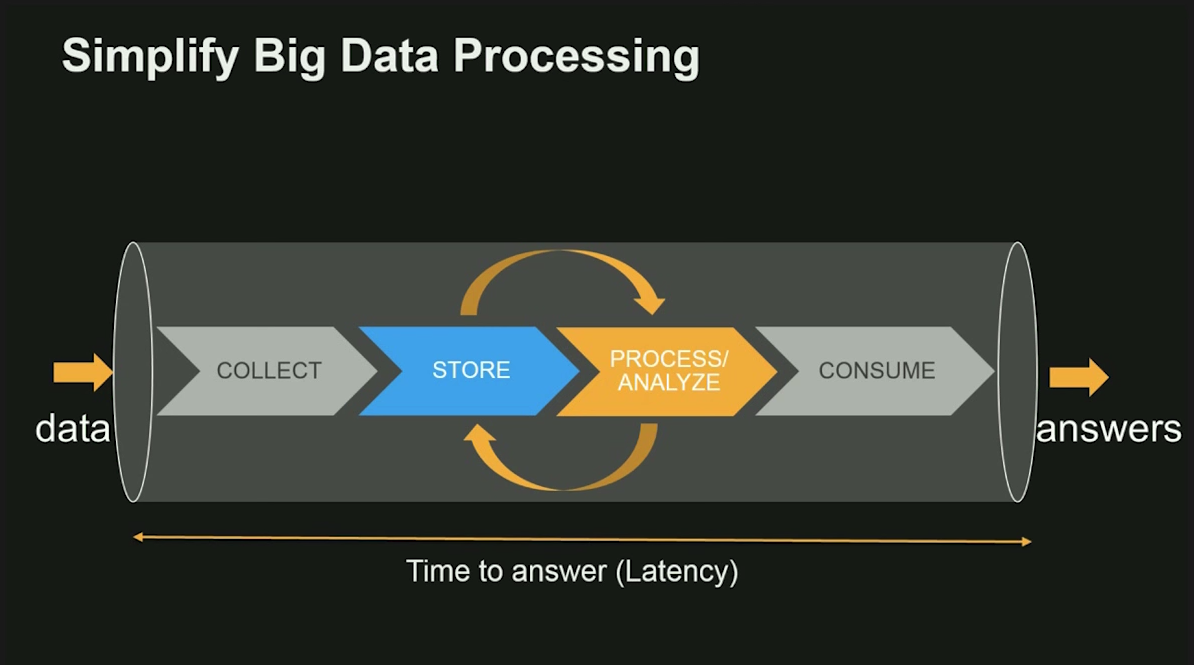 Simplify Big Data Processing
COLLECT
STORE
PROCESS/
ANALYZE
CONSUME
data
answers
Time to answer (Latency)